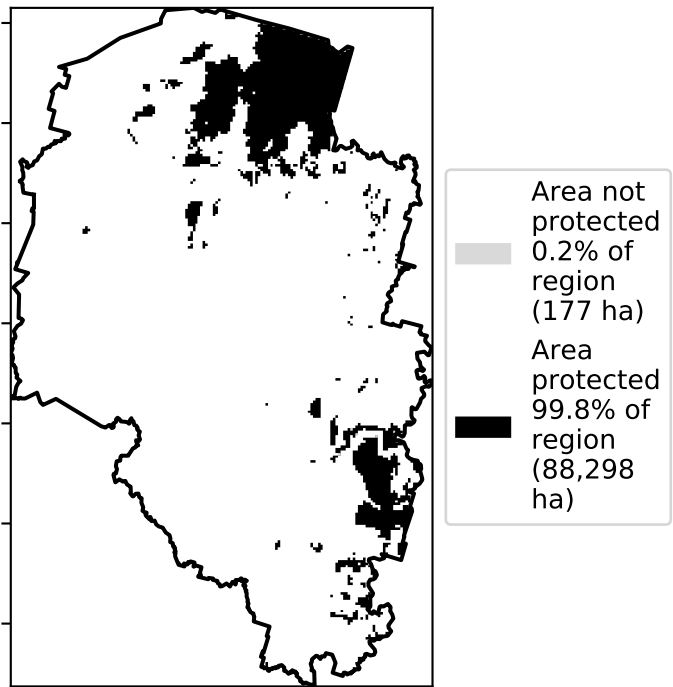 Area not
protected
0.2% of
region
(177 ha)
Area
protected
99.8% of
region
(88,298
ha)